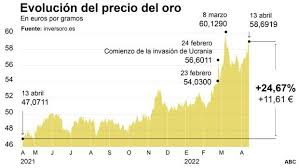 Evolución del precio del oro
En euros por gramos
Fuente: inversoro.es
60
58
56
54
52
50
48
46
8 marzo
60,1290
13 abril
58,6919
24 febrero
Comienzo de la invasión de Ucrania
56,6011
23 febrero
54,0300
13 abril
47,0711
+24,67%
+11,61 €
A M J J A S O N D E F M A
2021
2022
ABC